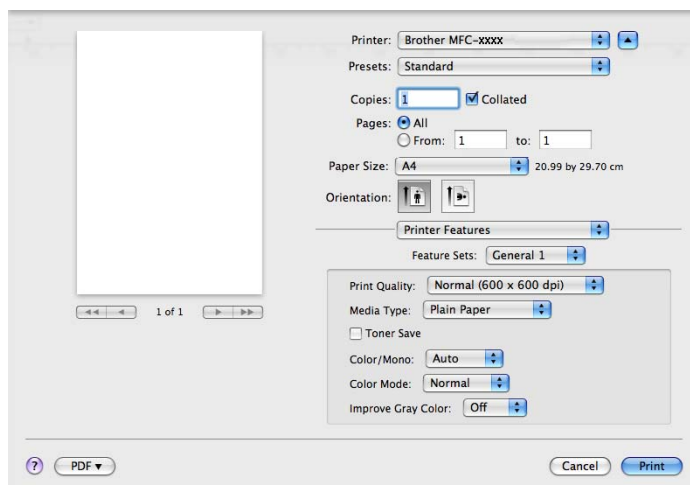 Printer: Brother MFC-xxxx
Presets: Standard
Copies: 1 Collated
Pages: All
From: 1 to: 1
Paper Size: A4 20.99 by 29.70 cm
Orientation:
Printer Features
Feature Sets: General 1
Print Quality: Normal (600 x 600 dpi)
Media Type: Plain Paper
Toner Save
Color/Mono: Auto
Color Mode: Normal
Improve Gray Color: Off
1 of 1
? PDF▼ Cancel Print